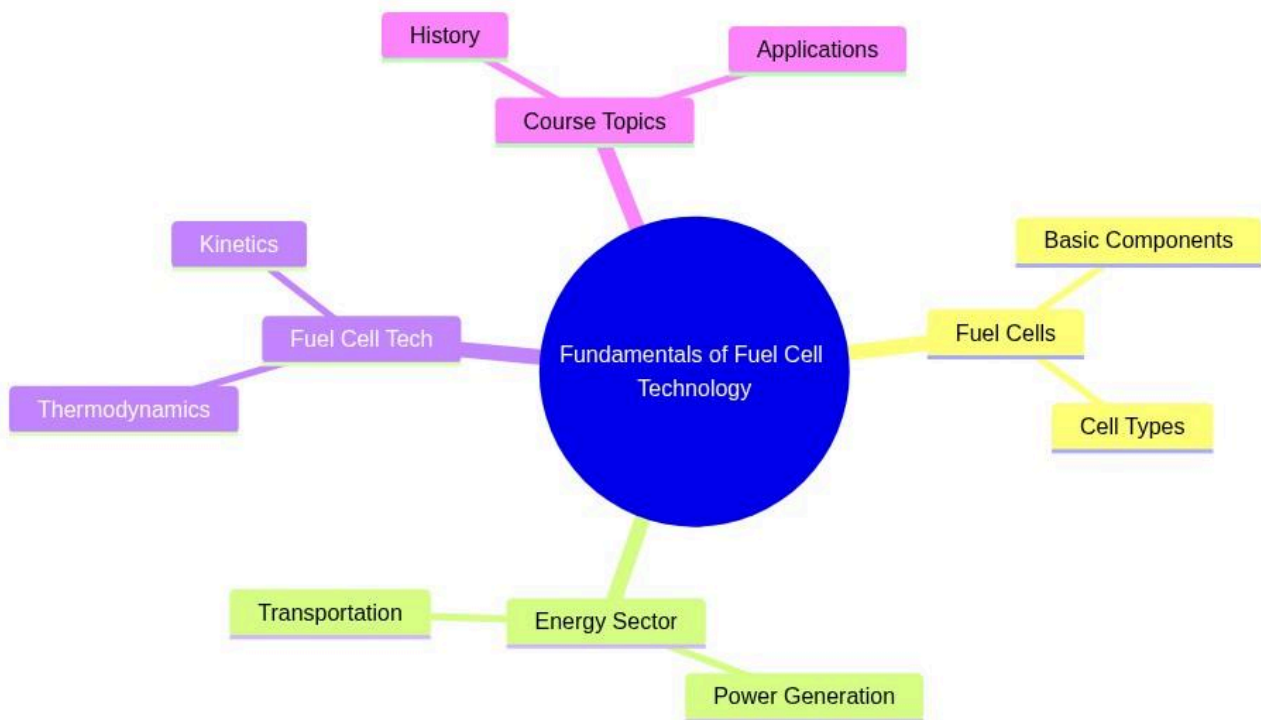 History
Applications
Course Topics
Kinetics
Basic Components
Fuel Cell Tech
Fuel Cells
Fundamentals of Fuel Cell
Technology
Thermodynamics
Cell Types
Transportation
Energy Sector
Power Generation